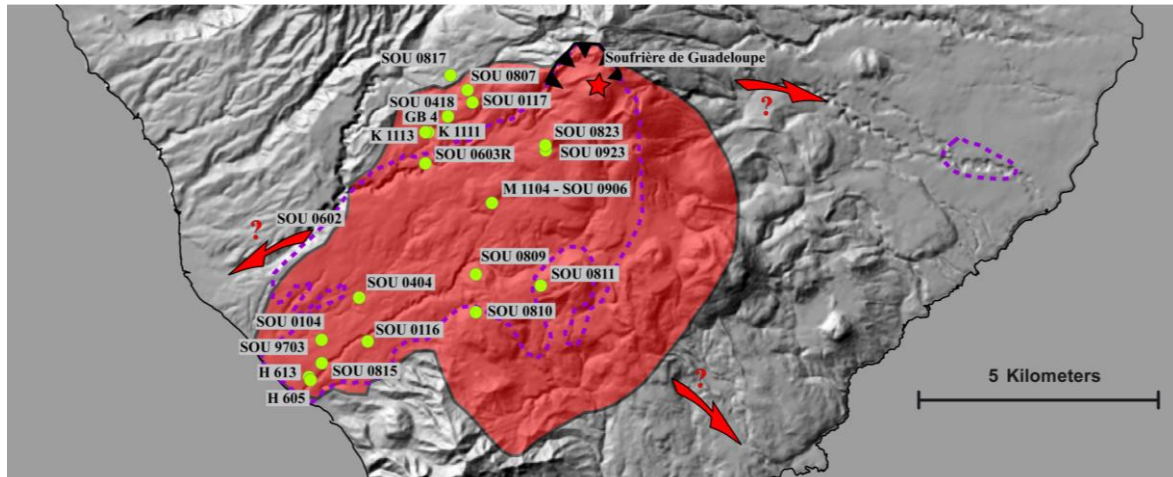 Soufrière de Guadeloupe
SOU 0817
SOU 0807
SOU 0418
SOU 0117
GB 4
K 1113
K 1111
SOU 0603R
SOU 0823
SOU 0923
M 1104 - SOU 0906
?
?
SOU 0602
SOU 0809
SOU 0811
SOU 0404
SOU 0810
SOU 0104
SOU 0116
SOU 9703
SOU 0815
H 613
H 605
?
5 Kilometers